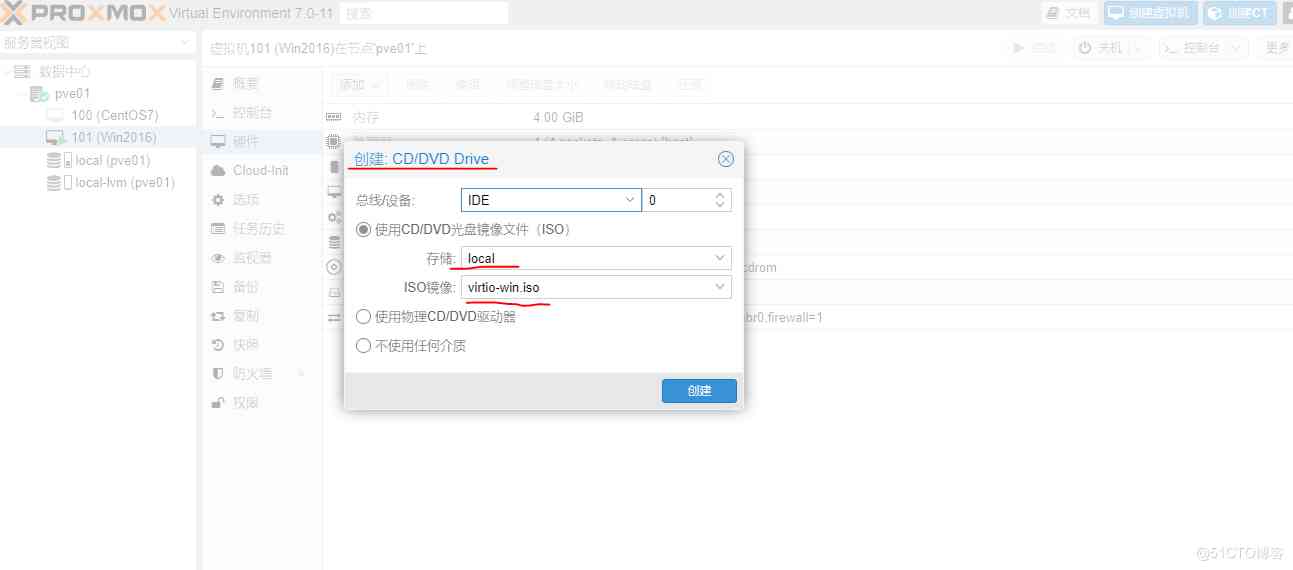 PROXMOX Virtual Environment 7.0-11 搜索
文档 创建虚拟机 创建CT
服务器视图
虚拟机101 (Win2016)在节点'pve01'上
启动 关机 控制台 更多
数据中心
pve01
100 (CentOS7)
101 (Win2016)
local (pve01)
local-lvm (pve01)
概要
控制台
硬件
Cloud-Init
选项
任务历史
监视器
备份
复制
快照
防火墙
权限
添加 删除 编辑 调整磁盘大小 移动磁盘 还原
内存 4.00 GiB
创建: CD/DVD Drive
总线/设备: IDE 0
使用CD/DVD光盘镜像文件（ISO）
存储: local
ISO镜像: virtio-win.iso
使用物理CD/DVD驱动器
不使用任何介质
创建
cdrom
br0,firewall=1
@51CTO博客